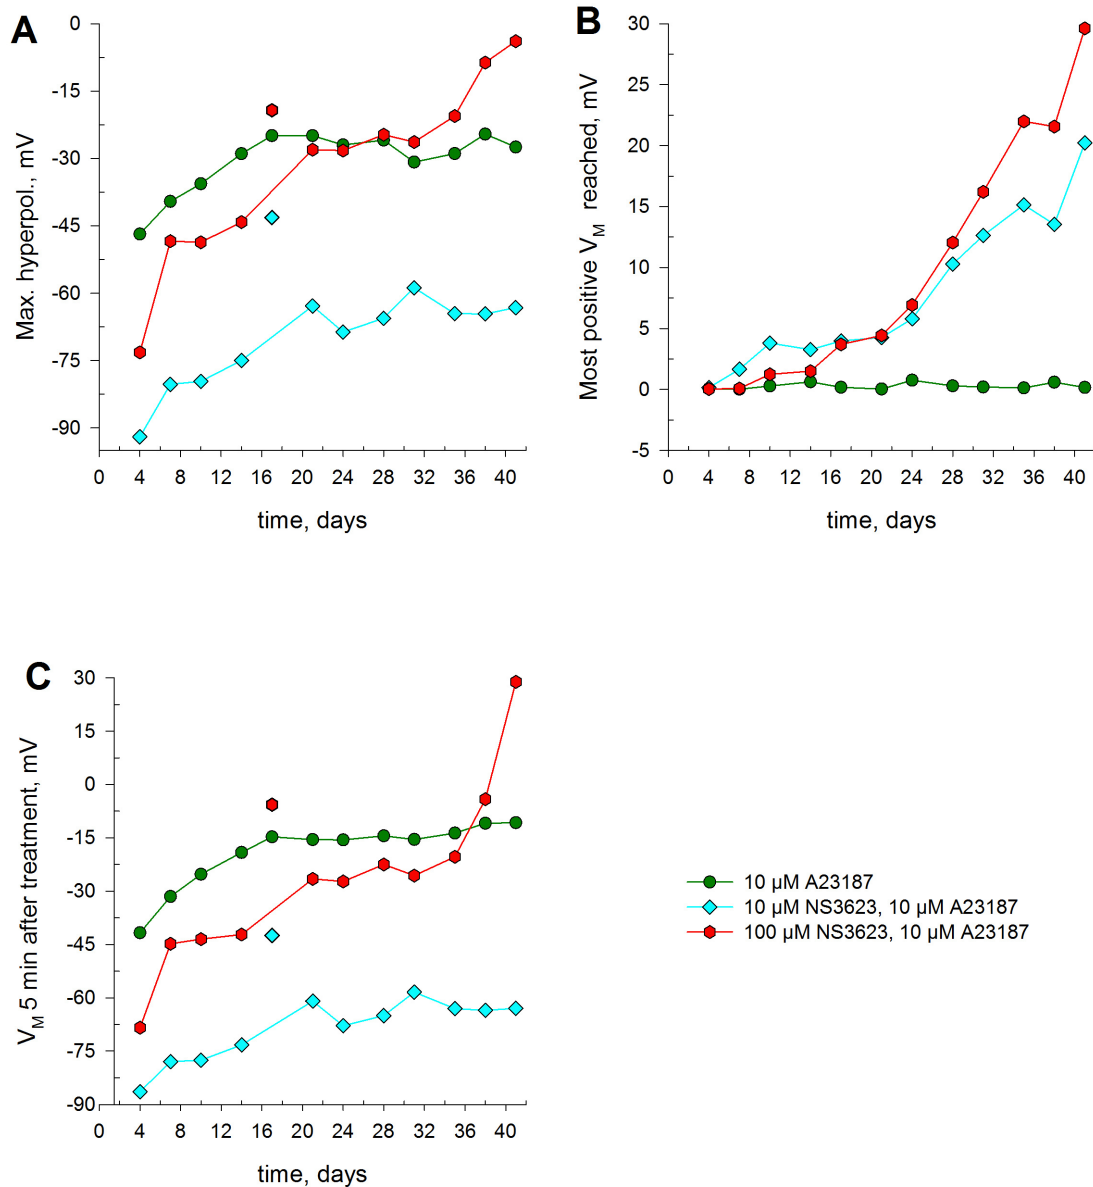 A
Max. hyperpol., mV
0
-15
-30
-45
-60
-75
-90
0 4 8 12 16 20 24 28 32 36 40
time, days
B
Most positive VM reached, mV
30
25
20
15
10
5
0
-5
0 4 8 12 16 20 24 28 32 36 40
time, days
C
VM 5 min after treatment, mV
30
15
0
-15
-30
-45
-60
-75
-90
0 4 8 12 16 20 24 28 32 36 40
time, days
10 µM A23187
10 µM NS3623, 10 µM A23187
100 µM NS3623, 10 µM A23187